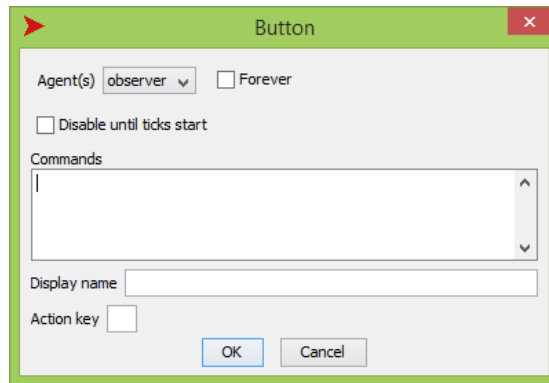 Button
Agent(s) observer Forever
Disable until ticks start
Commands
Display name
Action key
OK Cancel